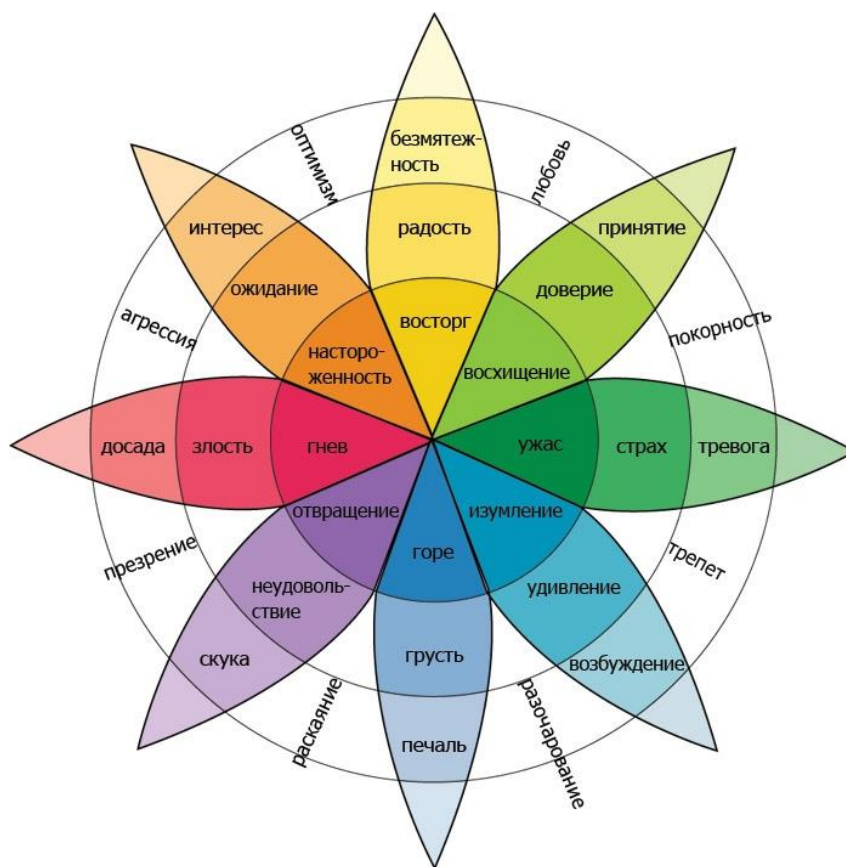 безмятеж-
ность
оптимизм
любовь
интерес
радость
принятие
ожидание
доверие
агрессия
восторг
покорность
насторо-
женность
восхищение
досада
злость
гнев
ужас
страх
тревога
отвращение
изумление
горе
презрение
трепет
неудоволь-
ствие
удивление
скука
грусть
возбуждение
раскаяние
разочарование
печаль